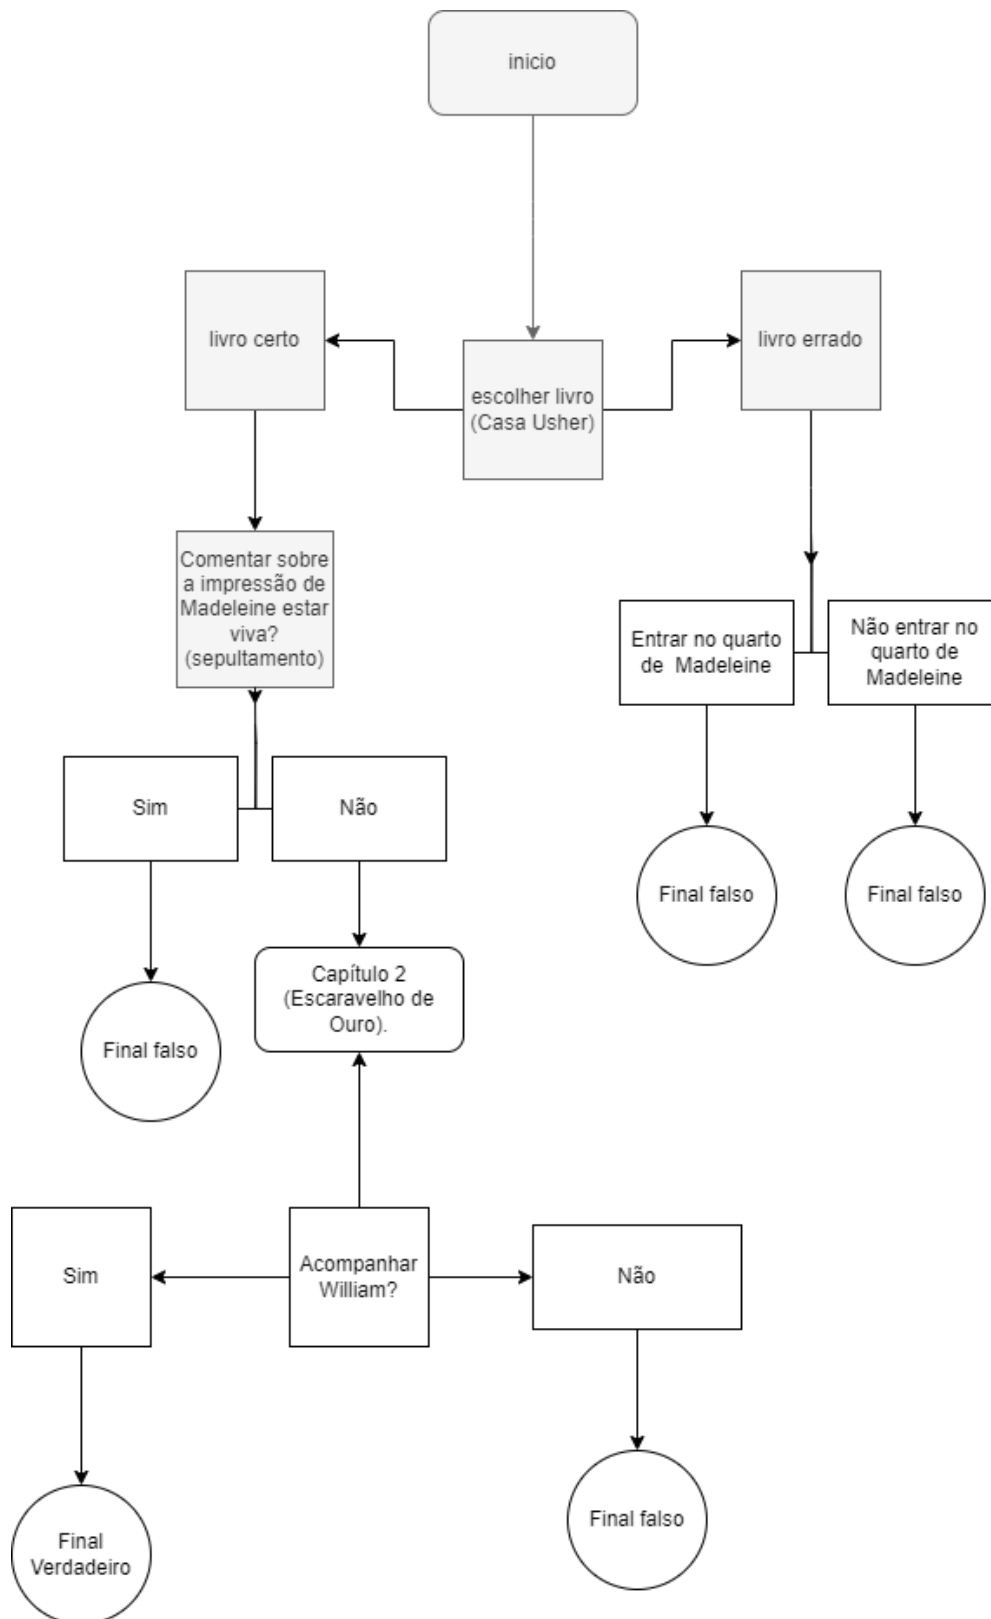 inicio
livro certo
escolher livro
(Casa Usher)
livro errado
Comentar sobre
a impressão de
Madeleine estar
viva?
(sepultamento)
Entrar no quarto
de Madeleine
Não entrar no
quarto de
Madeleine
Sim
Não
Final falso
Final falso
Capítulo 2
(Escaravelho de
Ouro).
Final falso
Sim
Acompanhar
William?
Não
Final
Verdadeiro
Final falso